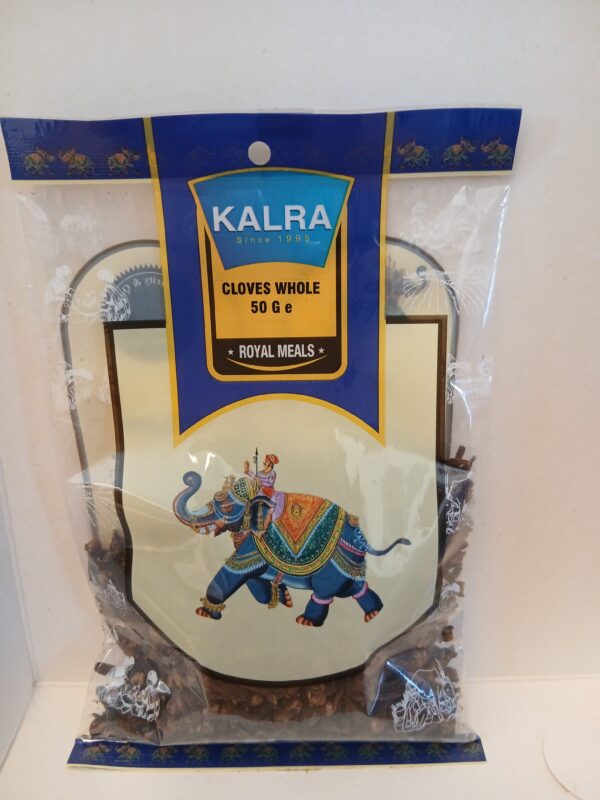 KALRA
Since 1995
CLOVES WHOLE
50 G e
★ ROYAL MEALS ★